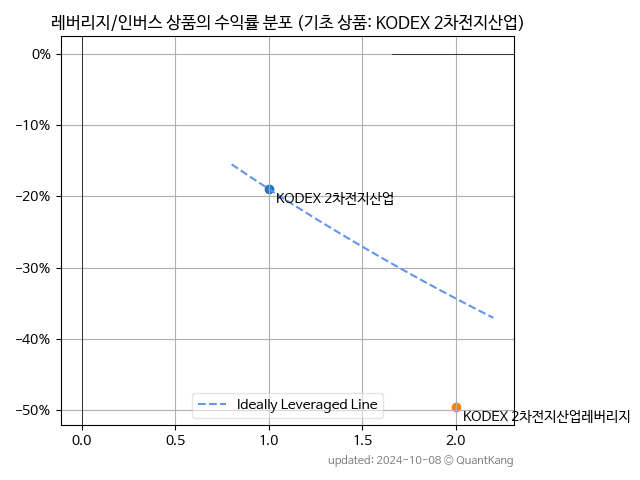 레버리지/인버스 상품의 수익률 분포 (기초 상품: KODEX 2차전지산업)
0%
−10%
−20%
−30%
−40%
−50%
KODEX 2차전지산업
Ideally Leveraged Line
KODEX 2차전지산업레버리지
0.0 0.5 1.0 1.5 2.0
updated: 2024-10-08 © QuantKang